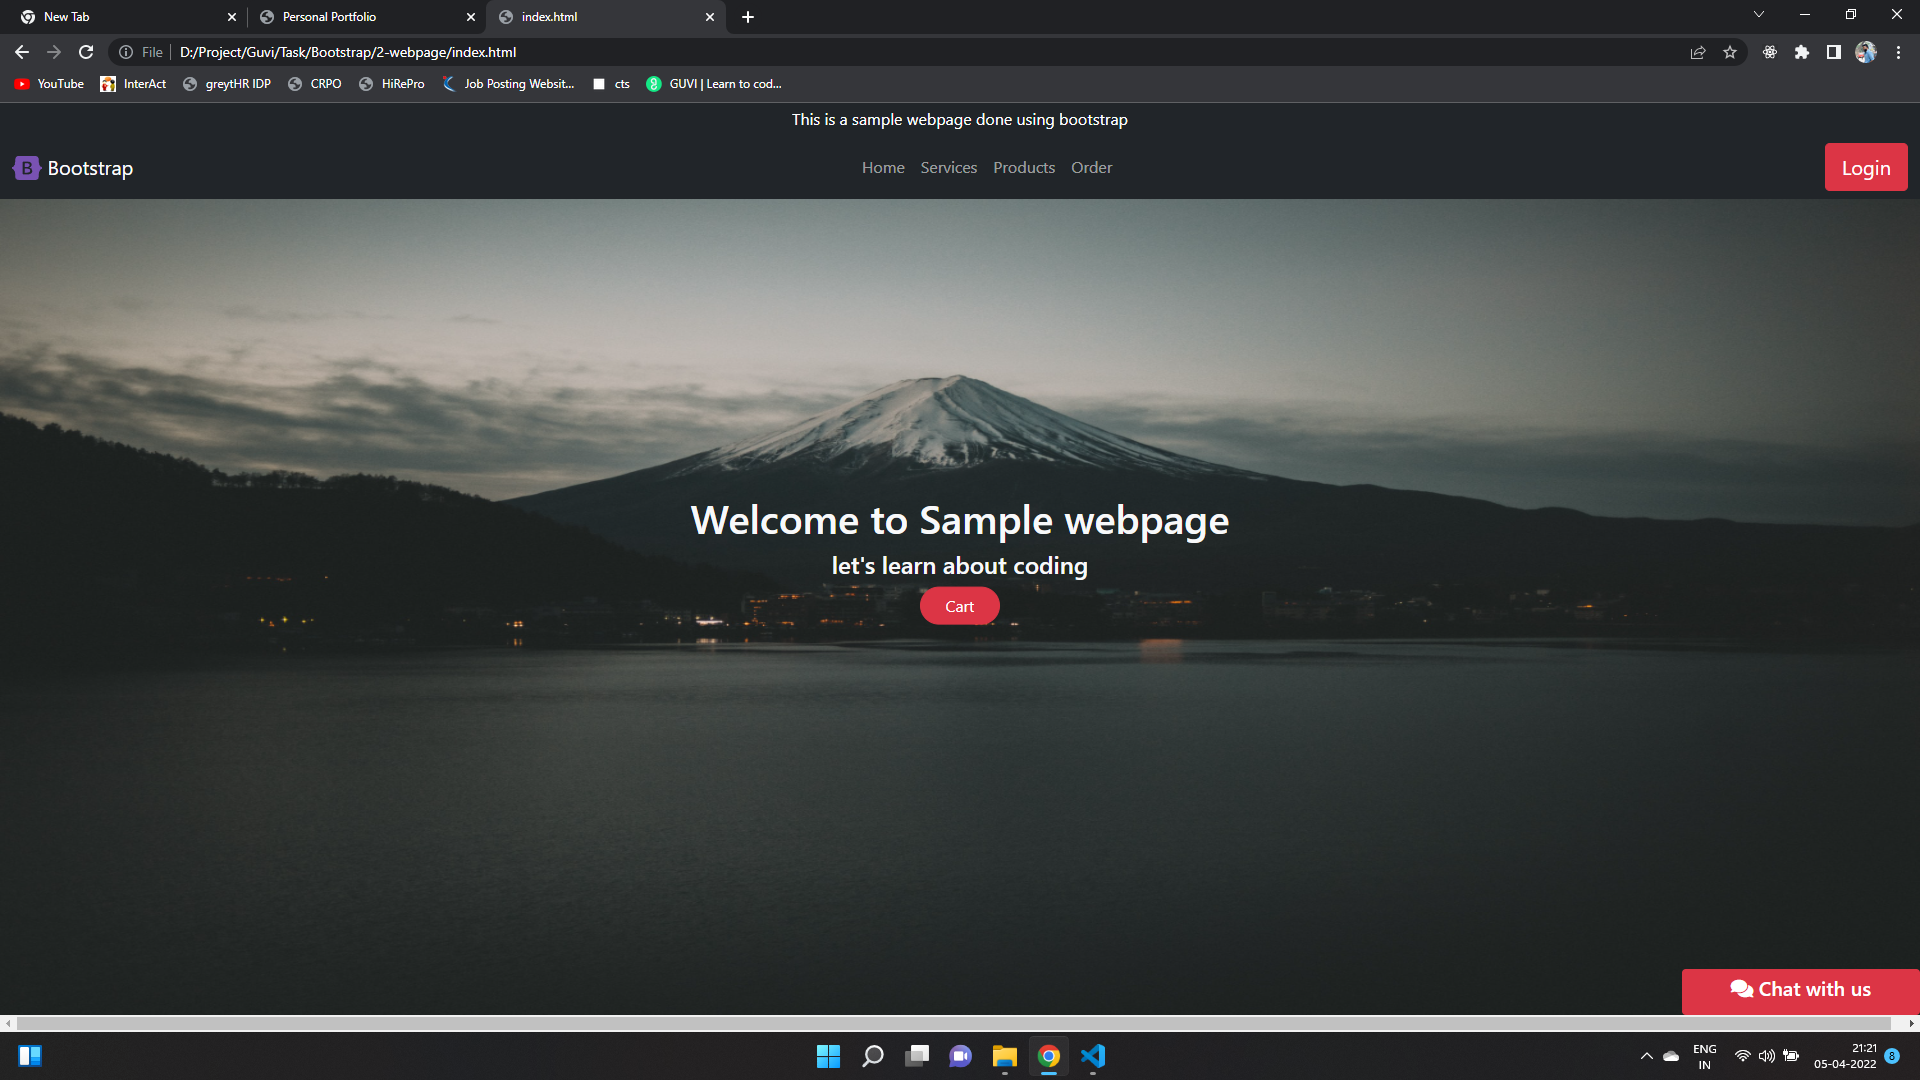 New Tab
Personal Portfolio
index.html
File
D:/Project/Guvi/Task/Bootstrap/2-webpage/index.html
YouTube
InterAct
greytHR IDP
CRPO
HiRePro
Job Posting Websit...
cts
GUVI | Learn to cod...
This is a sample webpage done using bootstrap
B Bootstrap
Home
Services
Products
Order
Login
Welcome to Sample webpage
let's learn about coding
Cart
Chat with us
ENG
IN
21:21
05-04-2022
8